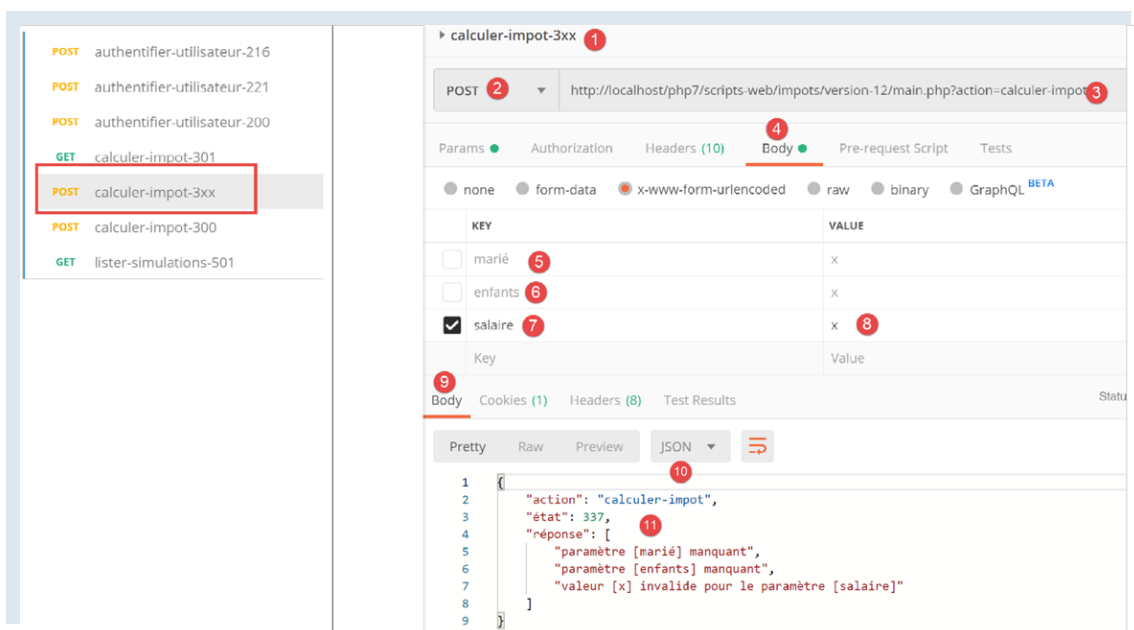 POST authentifier-utilisateur-216
POST authentifier-utilisateur-221
POST authentifier-utilisateur-200
GET calculer-impot-301
POST calculer-impot-3xx
POST calculer-impot-300
GET lister-simulations-501
calculer-impot-3xx 1
POST 2 http://localhost/php7/scripts-web/impots/version-12/main.php?action=calculer-impot 3
4
Params Authorization Headers (10) Body Pre-request Script Tests
none form-data x-www-form-urlencoded raw binary GraphQL BETA
KEY VALUE
marié 5 x
enfants 6 x
salaire 7 x 8
Key Value
9
Body Cookies (1) Headers (8) Test Results Statu
Pretty Raw Preview JSON
10
1 {
2 "action": "calculer-impot",
3 "état": 337, 11
4 "réponse": [
5 "paramètre [marié] manquant",
6 "paramètre [enfants] manquant",
7 "valeur [x] invalide pour le paramètre [salaire]"
8 ]
9 }